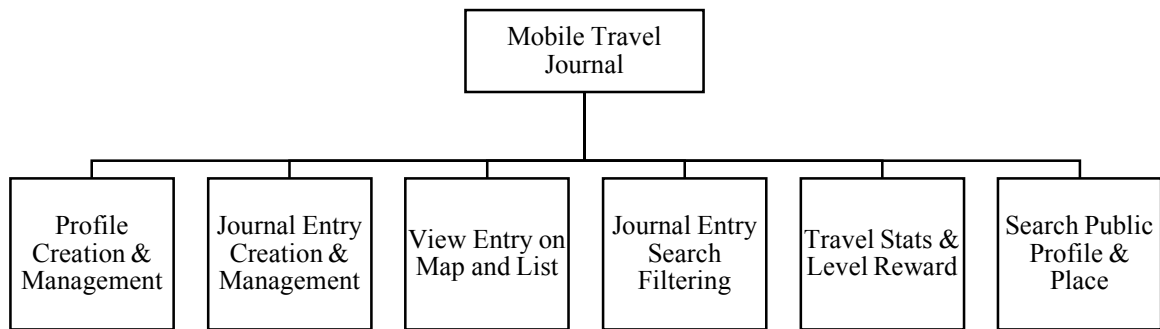 Mobile Travel
Journal
Profile
Creation &
Management
Journal Entry
Creation &
Management
View Entry on
Map and List
Journal Entry
Search
Filtering
Travel Stats &
Level Reward
Search Public
Profile &
Place